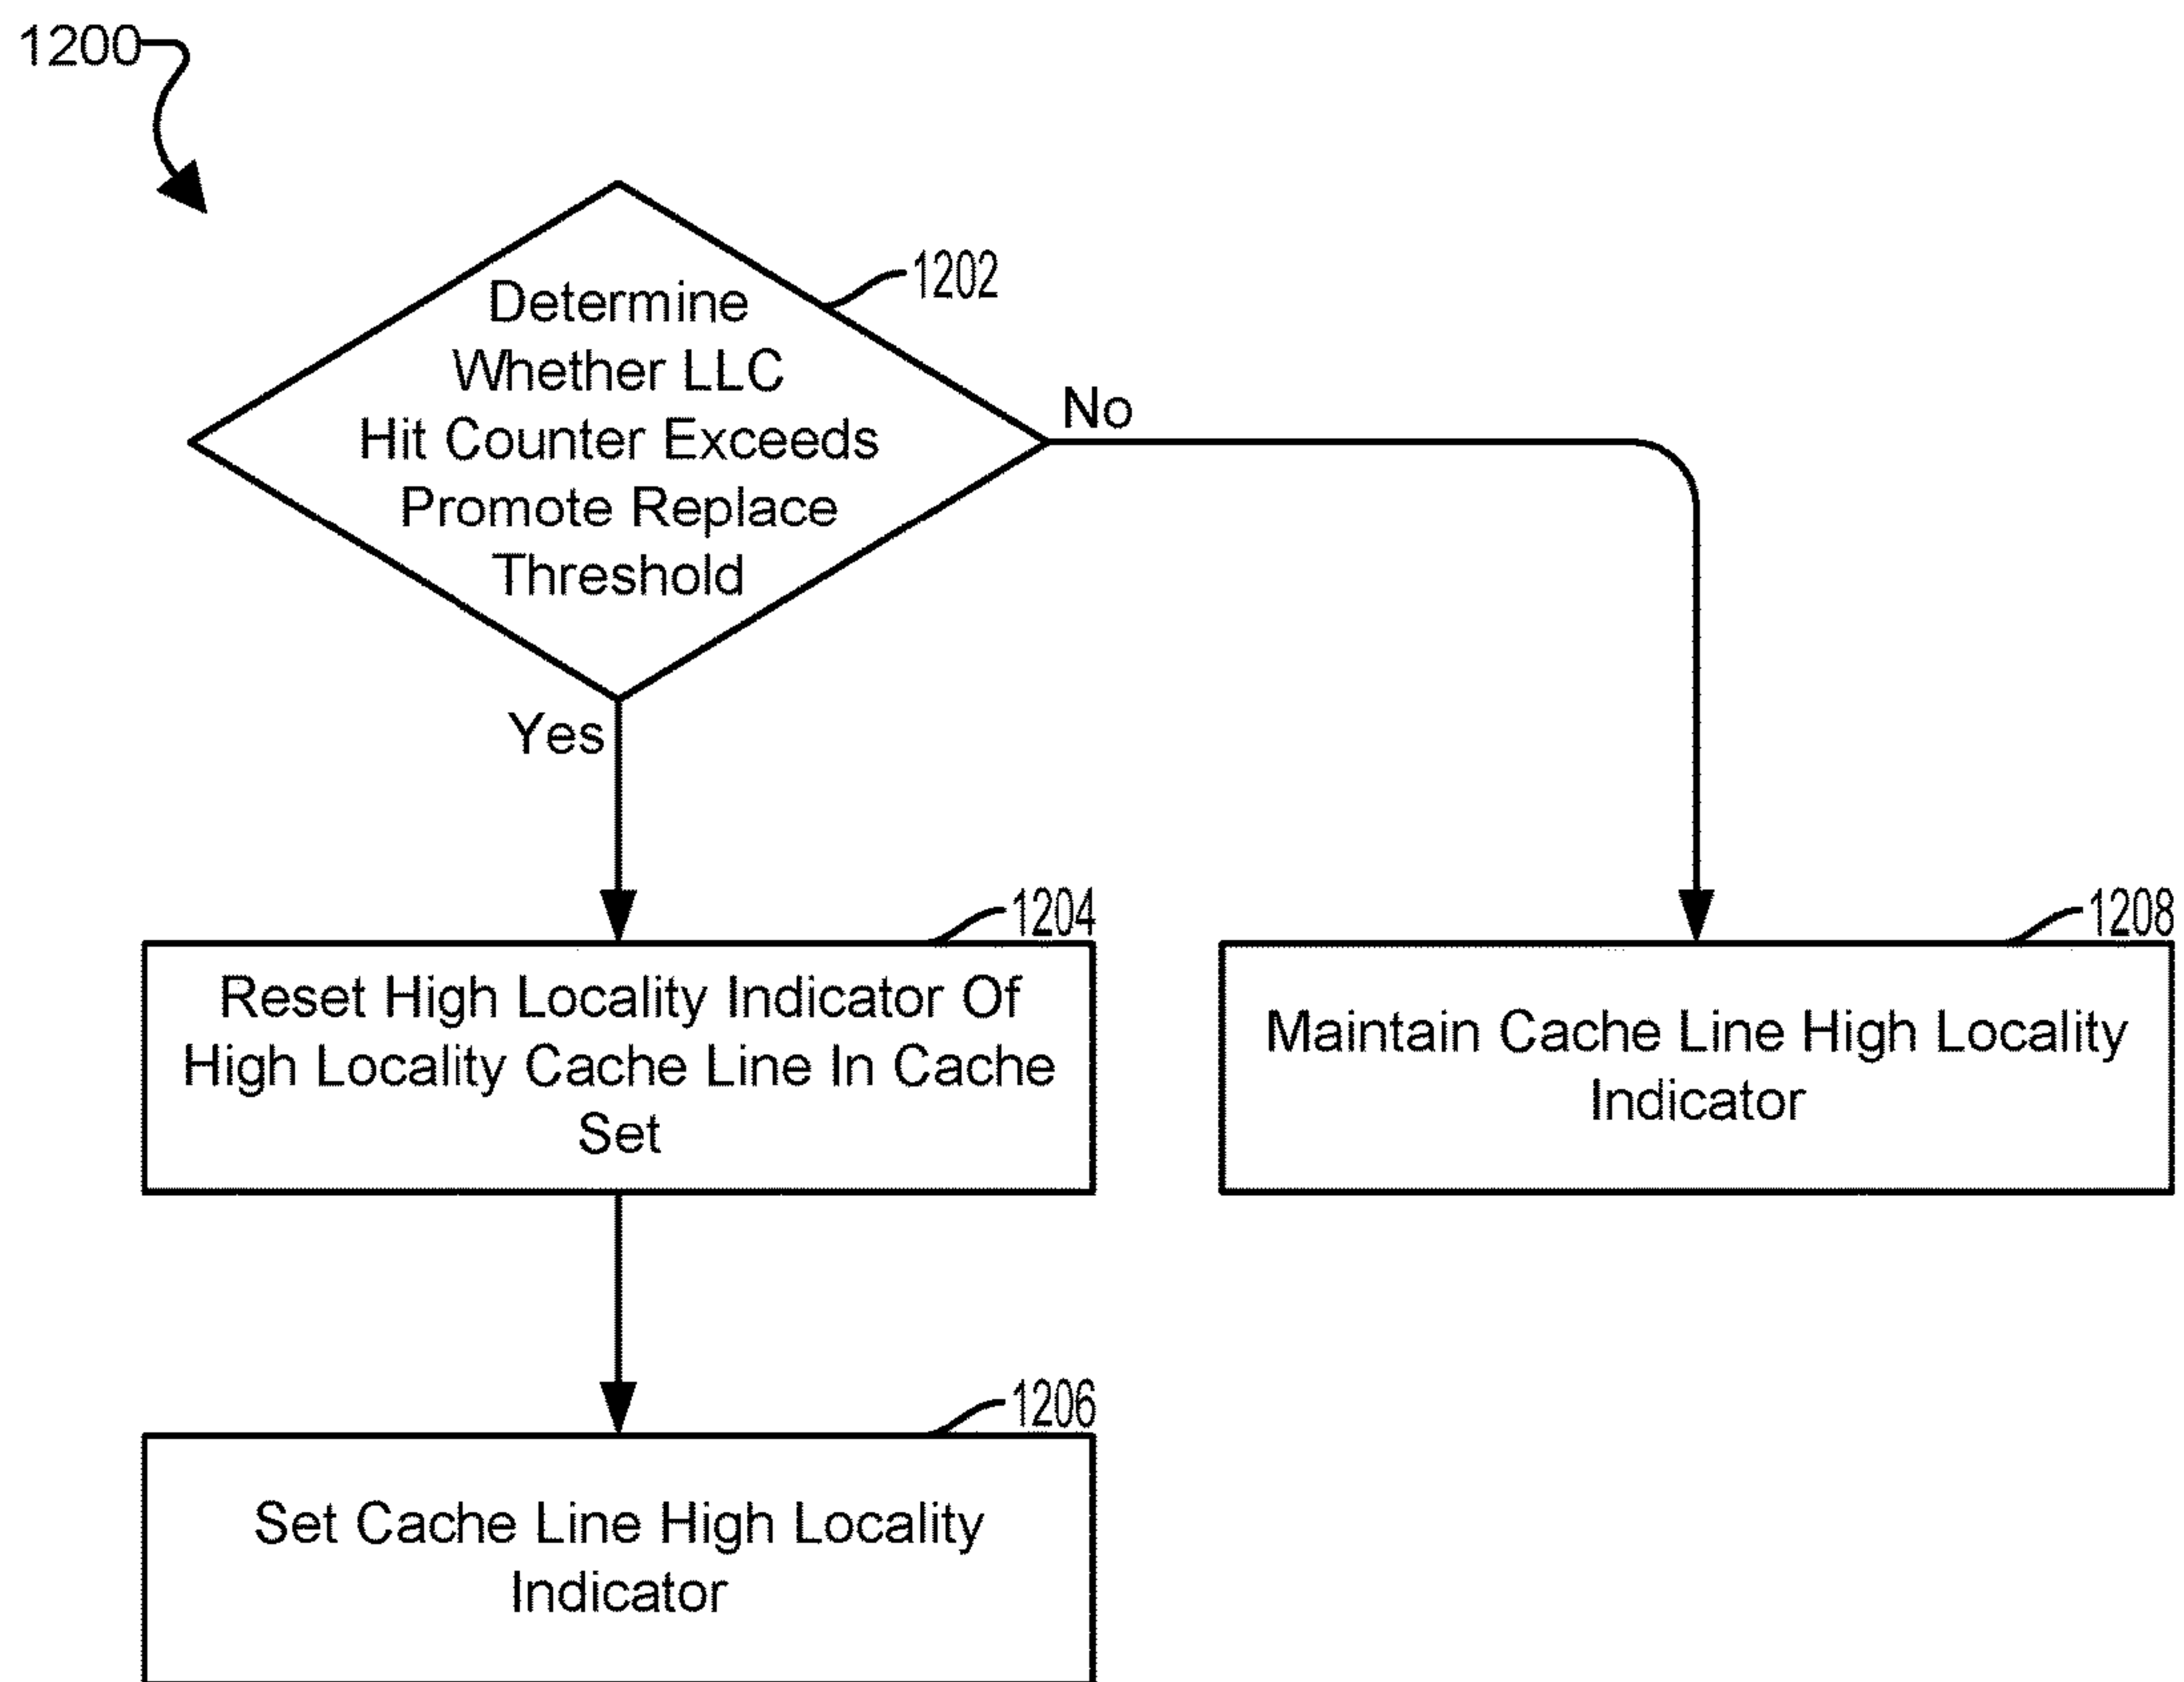 1200
1202
Determine
Whether LLC
Hit Counter Exceeds
Promote Replace
Threshold
No
Yes
1204
Reset High Locality Indicator Of
High Locality Cache Line In Cache
Set
1208
Maintain Cache Line High Locality
Indicator
1206
Set Cache Line High Locality
Indicator